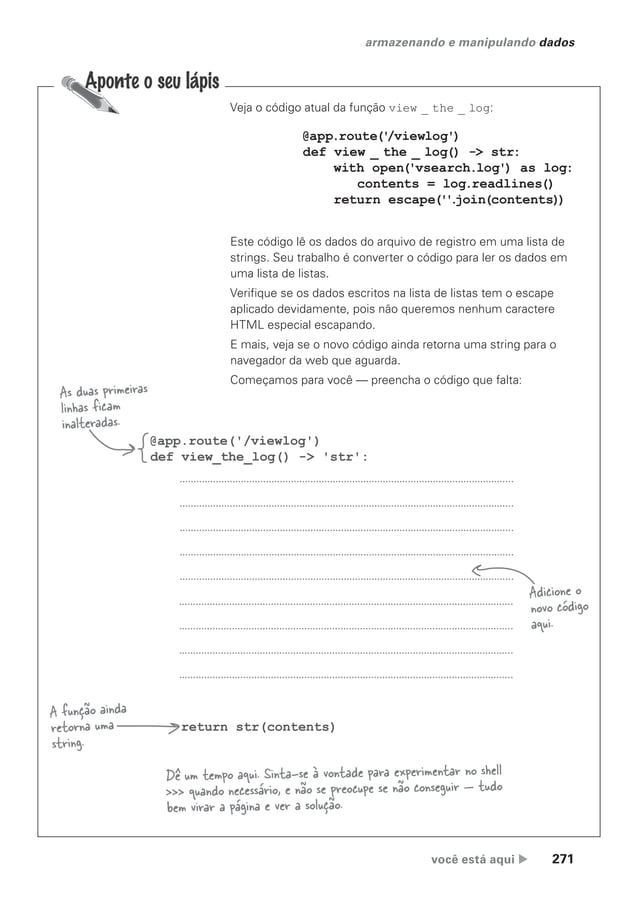 armazenando e manipulando dados
Aponte o seu lápis
Veja o código atual da função view _ the _ log:
@app.route('/viewlog')
def view _ the _ log() -> str:
with open('vsearch.log') as log:
contents = log.readlines()
return escape(''.join(contents))
Este código lê os dados do arquivo de registro em uma lista de
strings. Seu trabalho é converter o código para ler os dados em
uma lista de listas.
Verifique se os dados escritos na lista de listas tem o escape
aplicado devidamente, pois não queremos nenhum caractere
HTML especial escapando.
E mais, veja se o novo código ainda retorna uma string para o
navegador da web que aguarda.
Começamos para você — preencha o código que falta:
As duas primeiras
linhas ficam
inalteradas.
@app.route('/viewlog')
def view_the_log() -> 'str':
Adicione o
novo código
aqui.
A função ainda
retorna uma
string.
return str(contents)
Dê um tempo aqui. Sinta-se à vontade para experimentar no shell
>>> quando necessário, e não se preocupe se não conseguir — tudo
bem virar a página e ver a solução.
você está aqui ▶ 271